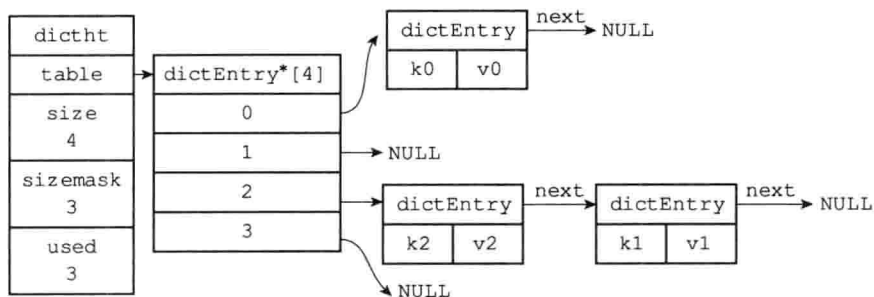 dictht
table
size
4
sizemask
3
used
3
dictEntry*[4]
0
1
2
3
dictEntry
k0 v0
next
NULL
NULL
dictEntry
k2 v2
next
dictEntry
k1 v1
next
NULL
NULL